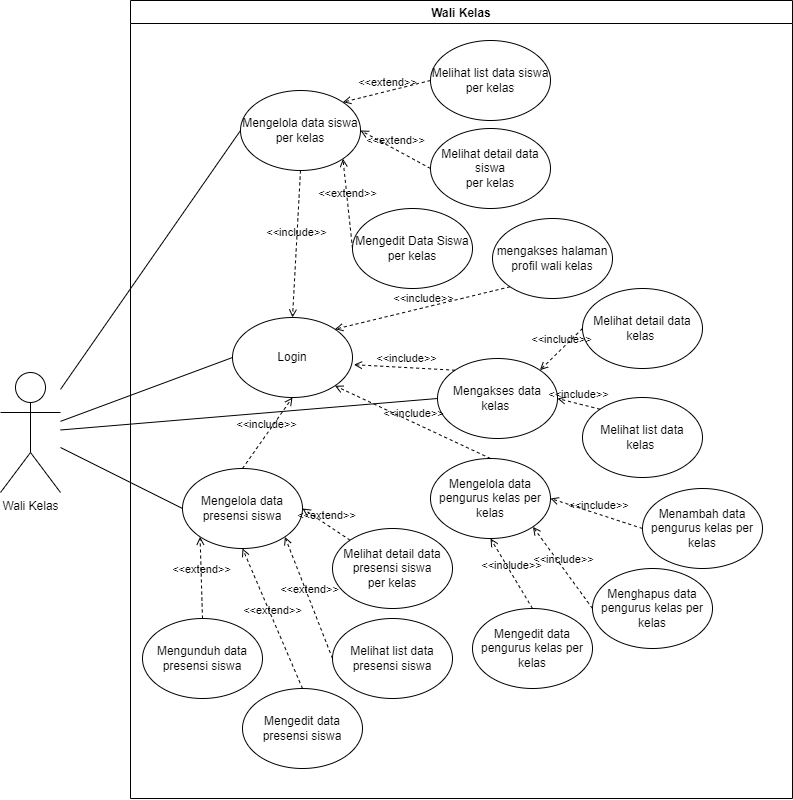 Wali Kelas
Melihat list data siswa
per kelas
<<extend>>
Mengelola data siswa
per kelas
<<extend>>
Melihat detail data
siswa
per kelas
<<extend>>
<<include>>
Mengedit Data Siswa
per kelas
mengakses halaman
profil wali kelas
<<include>>
Melihat detail data
kelas
<<include>>
Login
<<include>>
Mengakses data
kelas
<<include>>
Melihat list data
kelas
<<include>>
<<include>>
Wali Kelas
Mengelola data
presensi siswa
Mengelola data
pengurus kelas per
kelas
<<extend>>
<<include>>
Menambah data
pengurus kelas per
kelas
Melihat detail data
presensi siswa
per kelas
<<extend>>
<<include>>
<<include>>
<<extend>>
<<extend>>
Menghapus data
pengurus kelas per
kelas
Mengunduh data
presensi siswa
Melihat list data
presensi siswa
Mengedit data
pengurus kelas per
kelas
Mengedit data
presensi siswa